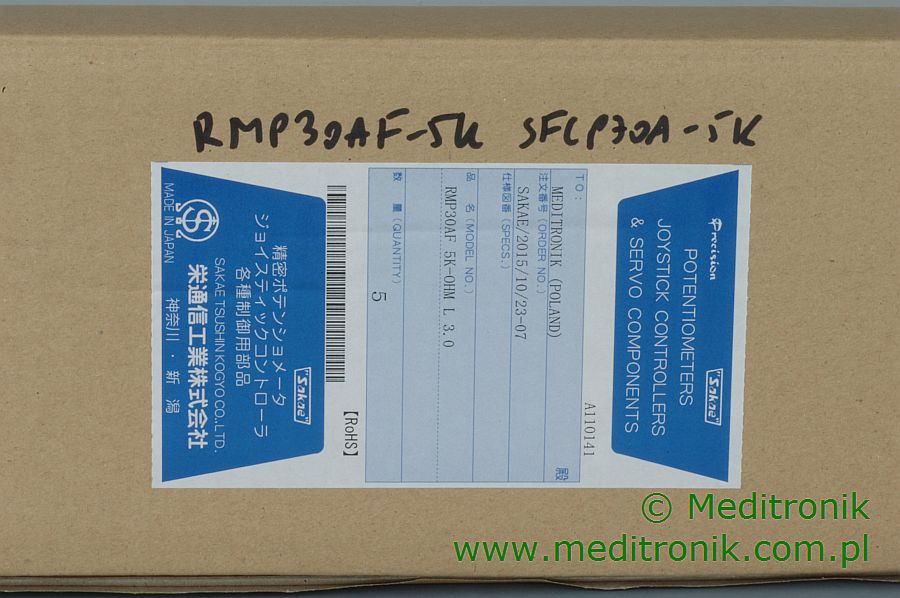 RMP30AF-5K SFCP30A-5K
Precision
POTENTIOMETERS
JOYSTICK CONTROLLERS
& SERVO COMPONENTS
"Sakae"
A110141
TO: MEDITRONIK (POLAND) 殿
注文番号 (ORDER NO.) SAKAE/2015/10/23-07
仕様図番 (SPECS.)
品 名 (MODEL NO.) RMP30AF 5K-OHM L 3.0
数 量 (QUANTITY) 5
【RoHS】
"Sakae"
精密ポテンショメータ
ジョイスティックコントローラ
各種制御用部品
SAKAE TSUSHIN KOGYO CO., LTD.
栄通信工業株式会社
MADE IN JAPAN 神奈川・新潟
© Meditronik
www.meditronik.com.pl